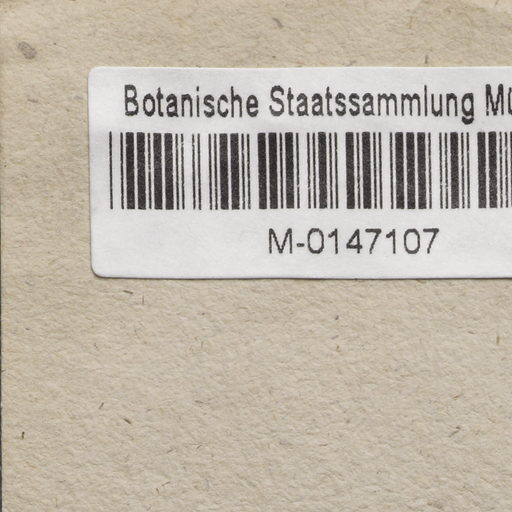 Botanische Staatssammlung Mü
M-0147107